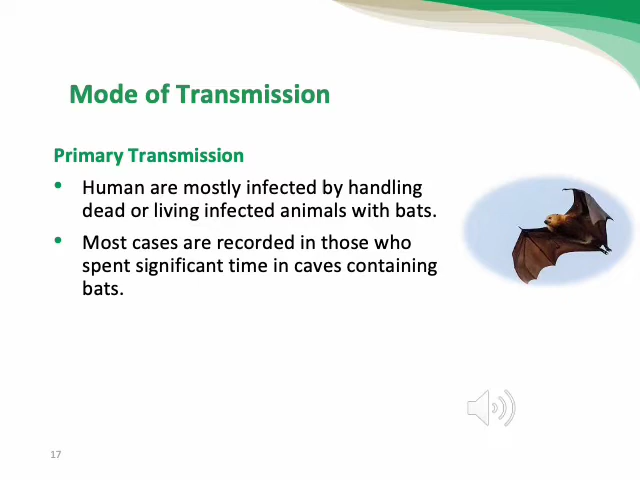 Mode of Transmission
Primary Transmission
• Human are mostly infected by handling
dead or living infected animals with bats.
• Most cases are recorded in those who
spent significant time in caves containing
bats.
17